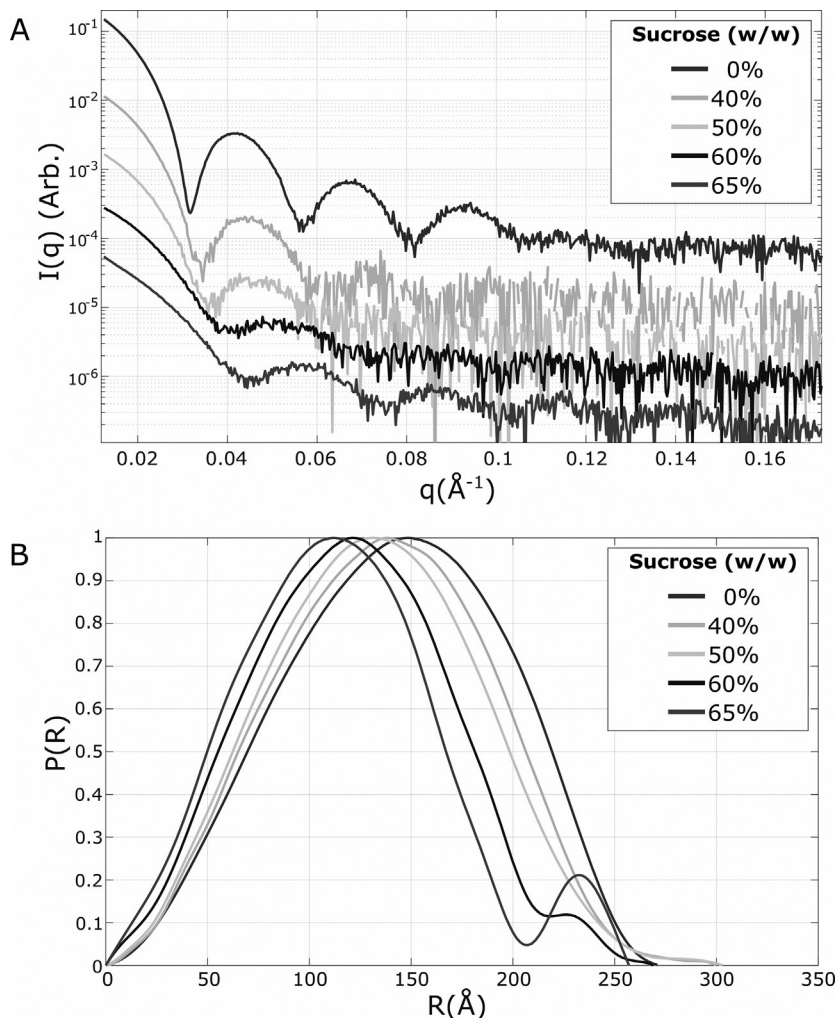 A
I(q) (Arb.)
10⁻¹
10⁻²
10⁻³
10⁻⁴
10⁻⁵
10⁻⁶
Sucrose (w/w)
0%
40%
50%
60%
65%
0.02 0.04 0.06 0.08 0.1 0.12 0.14 0.16
q(Å⁻¹)
B
P(R)
1
0.9
0.8
0.7
0.6
0.5
0.4
0.3
0.2
0.1
0
Sucrose (w/w)
0%
40%
50%
60%
65%
0 50 100 150 200 250 300 350
R(Å)